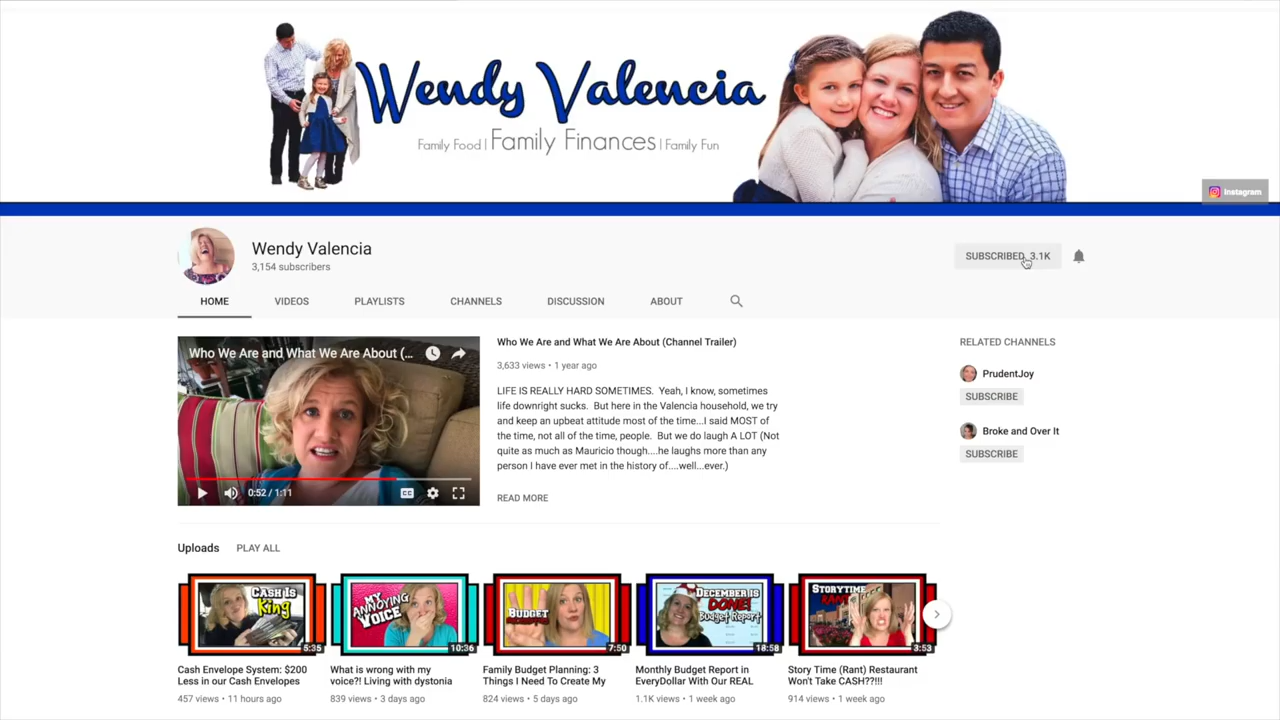 Wendy Valencia
Family Food | Family Finances | Family Fun
Instagram
Wendy Valencia
3,154 subscribers
SUBSCRIBED 3.1K
HOME VIDEOS PLAYLISTS CHANNELS DISCUSSION ABOUT
Who We Are and What We Are About (...
0:52 / 1:11
CC
Who We Are and What We Are About (Channel Trailer)
3,633 views • 1 year ago
LIFE IS REALLY HARD SOMETIMES. Yeah, I know, sometimes
life downright sucks. But here in the Valencia household, we try
and keep an upbeat attitude most of the time...I said MOST of
the time, not all of the time, people. But we do laugh A LOT (Not
quite as much as Mauricio though....he laughs more than any
person I have ever met in the history of....well...ever.)
READ MORE
RELATED CHANNELS
PrudentJoy
SUBSCRIBE
Broke and Over It
SUBSCRIBE
Uploads PLAY ALL
CASH IS
King
5:35
Cash Envelope System: $200
Less in our Cash Envelopes
457 views • 11 hours ago
MY
ANNOYING
VOICE
10:36
What is wrong with my
voice?! Living with dystonia
839 views • 3 days ago
BUDGET
7:50
Family Budget Planning: 3
Things I Need To Create My
824 views • 5 days ago
DECEMBER IS
DONE!
Budget Report
18:58
Monthly Budget Report in
EveryDollar With Our REAL
1.1K views • 1 week ago
STORYTIME
RANT
3:53
Story Time (Rant) Restaurant
Won't Take CASH??!!!
914 views • 1 week ago